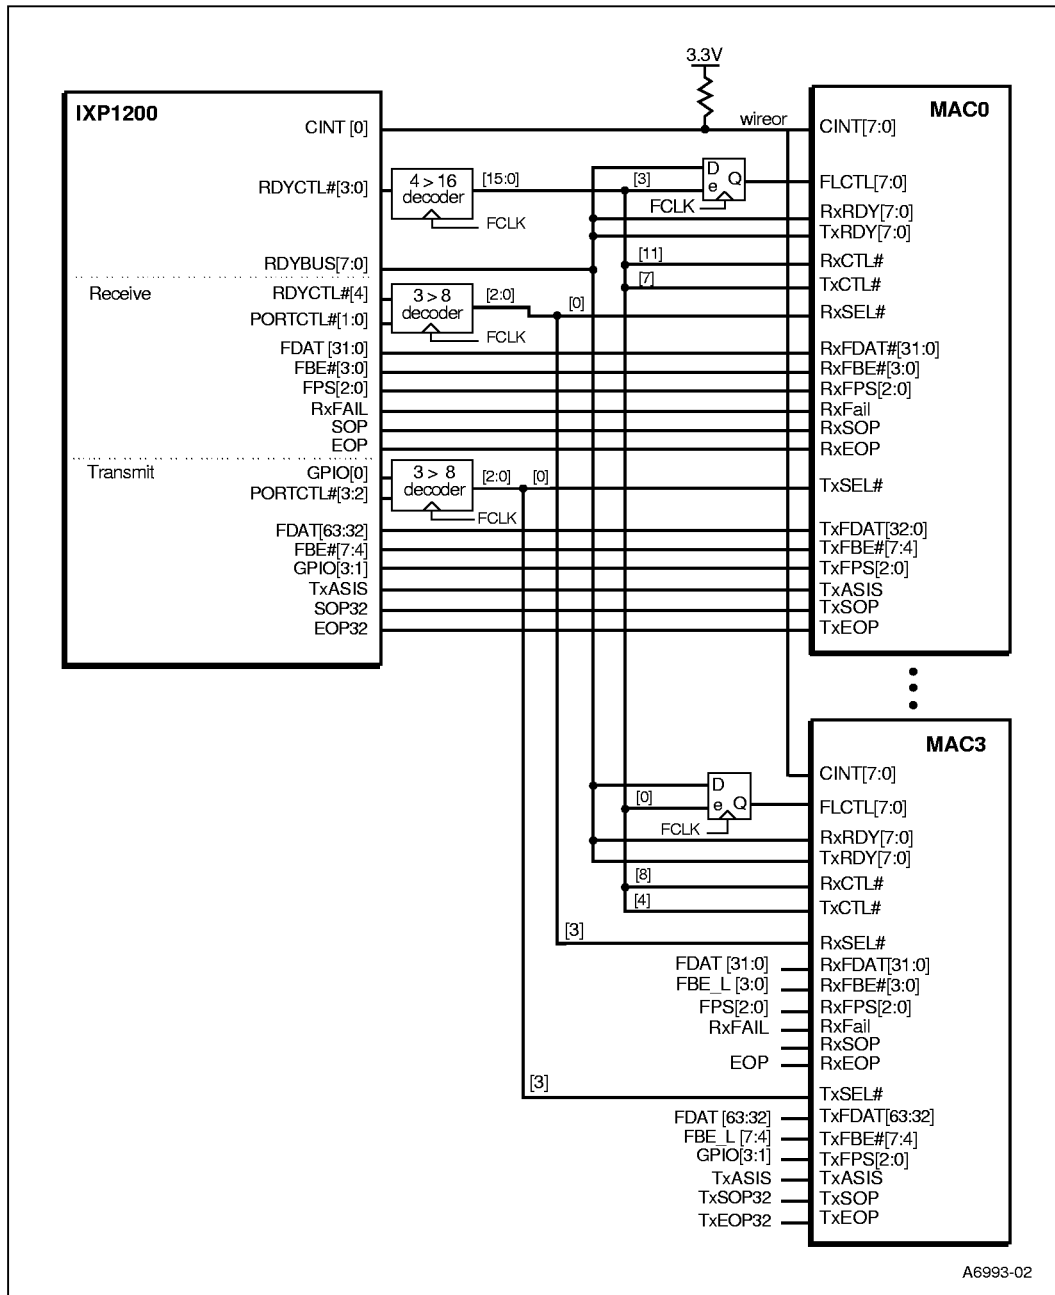 3.3V
IXP1200
MAC0
CINT [0]
wireor
CINT[7:0]
RDYCTL#[3:0]
4 > 16
decoder
[15:0]
FCLK
[3]
D
e
Q
FCLK
FLCTL[7:0]
RxRDY[7:0]
TxRDY[7:0]
RDYBUS[7:0]
[11]
RxCTL#
[7]
TxCTL#
Receive
RDYCTL#[4]
PORTCTL#[1:0]
3 > 8
decoder
[2:0]
FCLK
[0]
RxSEL#
FDAT [31:0]
RxFDAT#[31:0]
FBE#[3:0]
RxFBE#[3:0]
FPS[2:0]
RxFPS[2:0]
RxFAIL
RxFail
SOP
RxSOP
EOP
RxEOP
Transmit
GPIO[0]
PORTCTL#[3:2]
3 > 8
decoder
[2:0]
[0]
FCLK
TxSEL#
FDAT[63:32]
TxFDAT[32:0]
FBE#[7:4]
TxFBE#[7:4]
GPIO[3:1]
TxFPS[2:0]
TxASIS
TxASIS
SOP32
TxSOP
EOP32
TxEOP
MAC3
CINT[7:0]
D
[0]
e
Q
FCLK
FLCTL[7:0]
RxRDY[7:0]
TxRDY[7:0]
[8]
RxCTL#
[4]
TxCTL#
[3]
RxSEL#
FDAT [31:0]
RxFDAT[31:0]
FBE_L [3:0]
RxFBE#[3:0]
FPS[2:0]
RxFPS[2:0]
RxFAIL
RxFail
RxSOP
EOP
RxEOP
[3]
TxSEL#
FDAT [63:32]
TxFDAT[63:32]
FBE_L [7:4]
TxFBE#[7:4]
GPIO[3:1]
TxFPS[2:0]
TxASIS
TxASIS
TxSOP32
TxSOP
TxEOP32
TxEOP
A6993-02